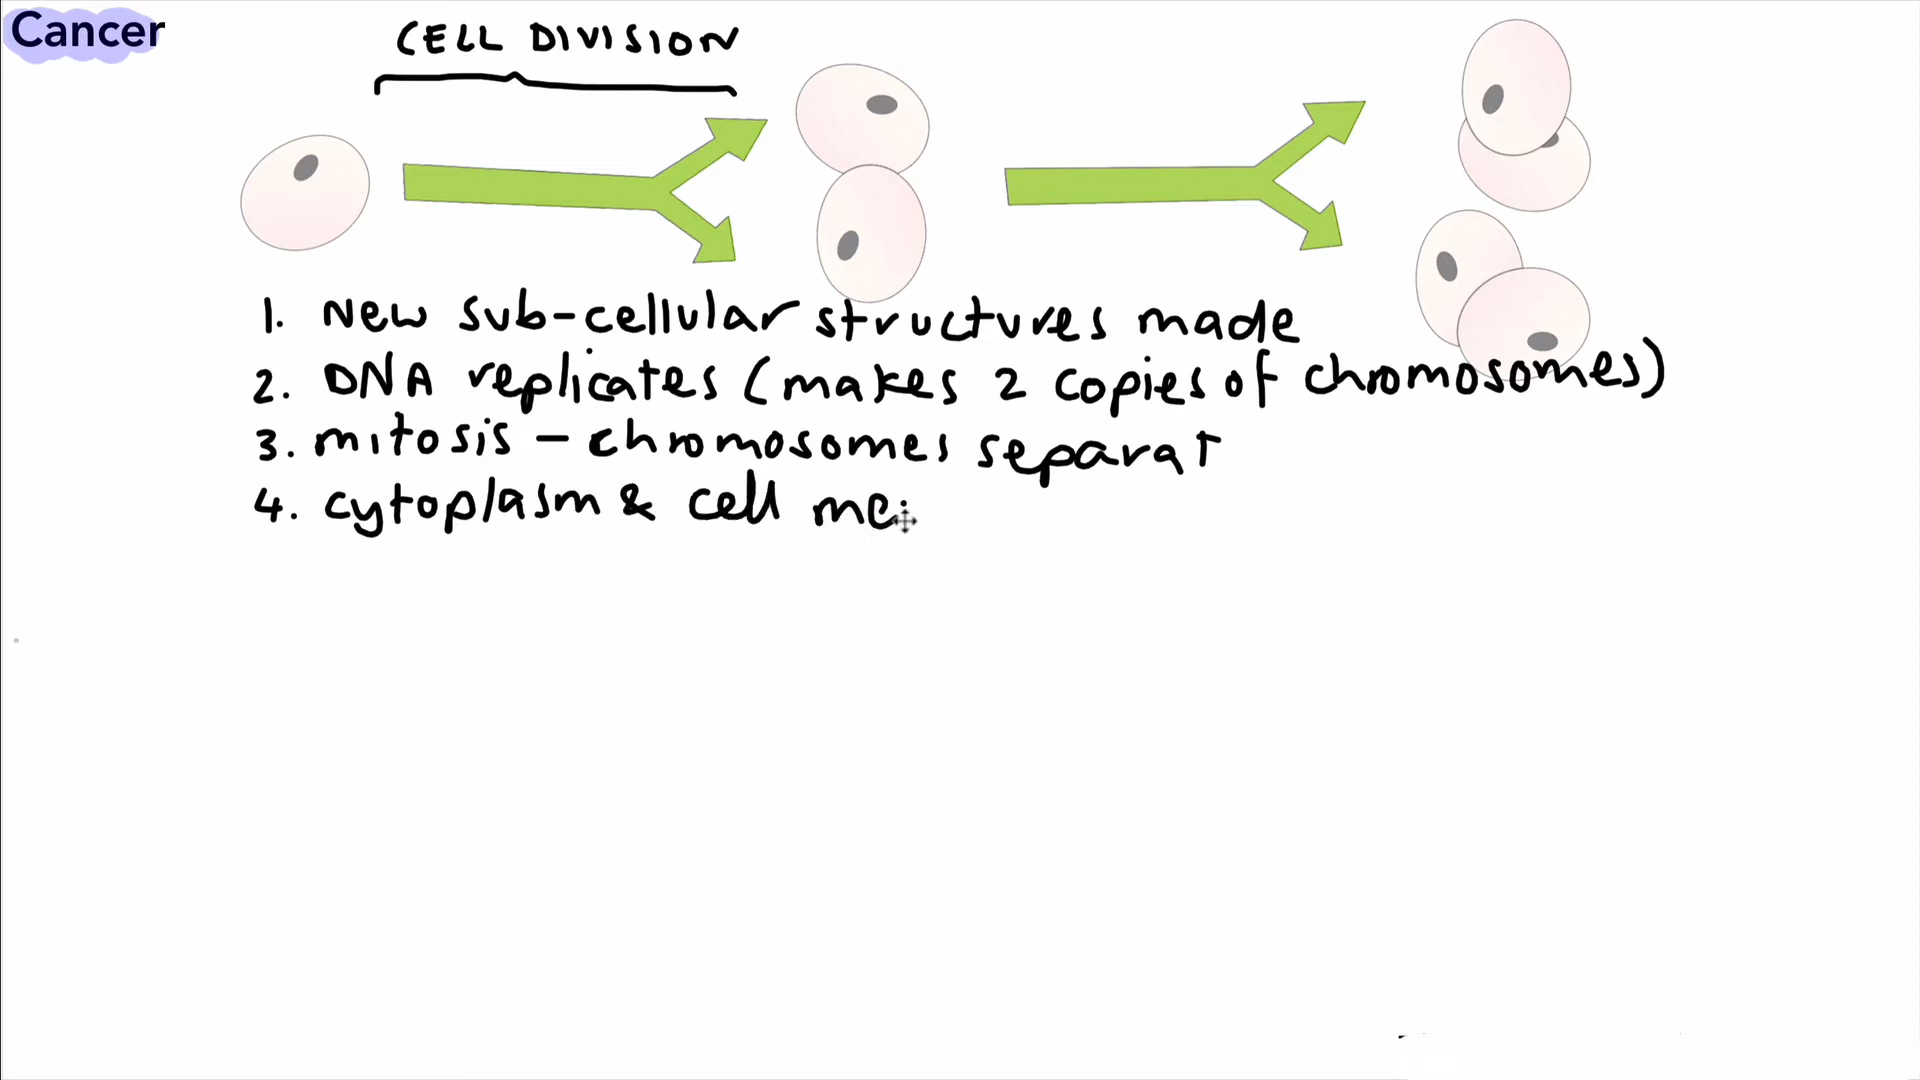 Cancer
CELL DIVISION
1. New sub-cellular structures made
2. DNA replicates (makes 2 copies of chromosomes)
3. mitosis - chromosomes separat
4. cytoplasm & cell me